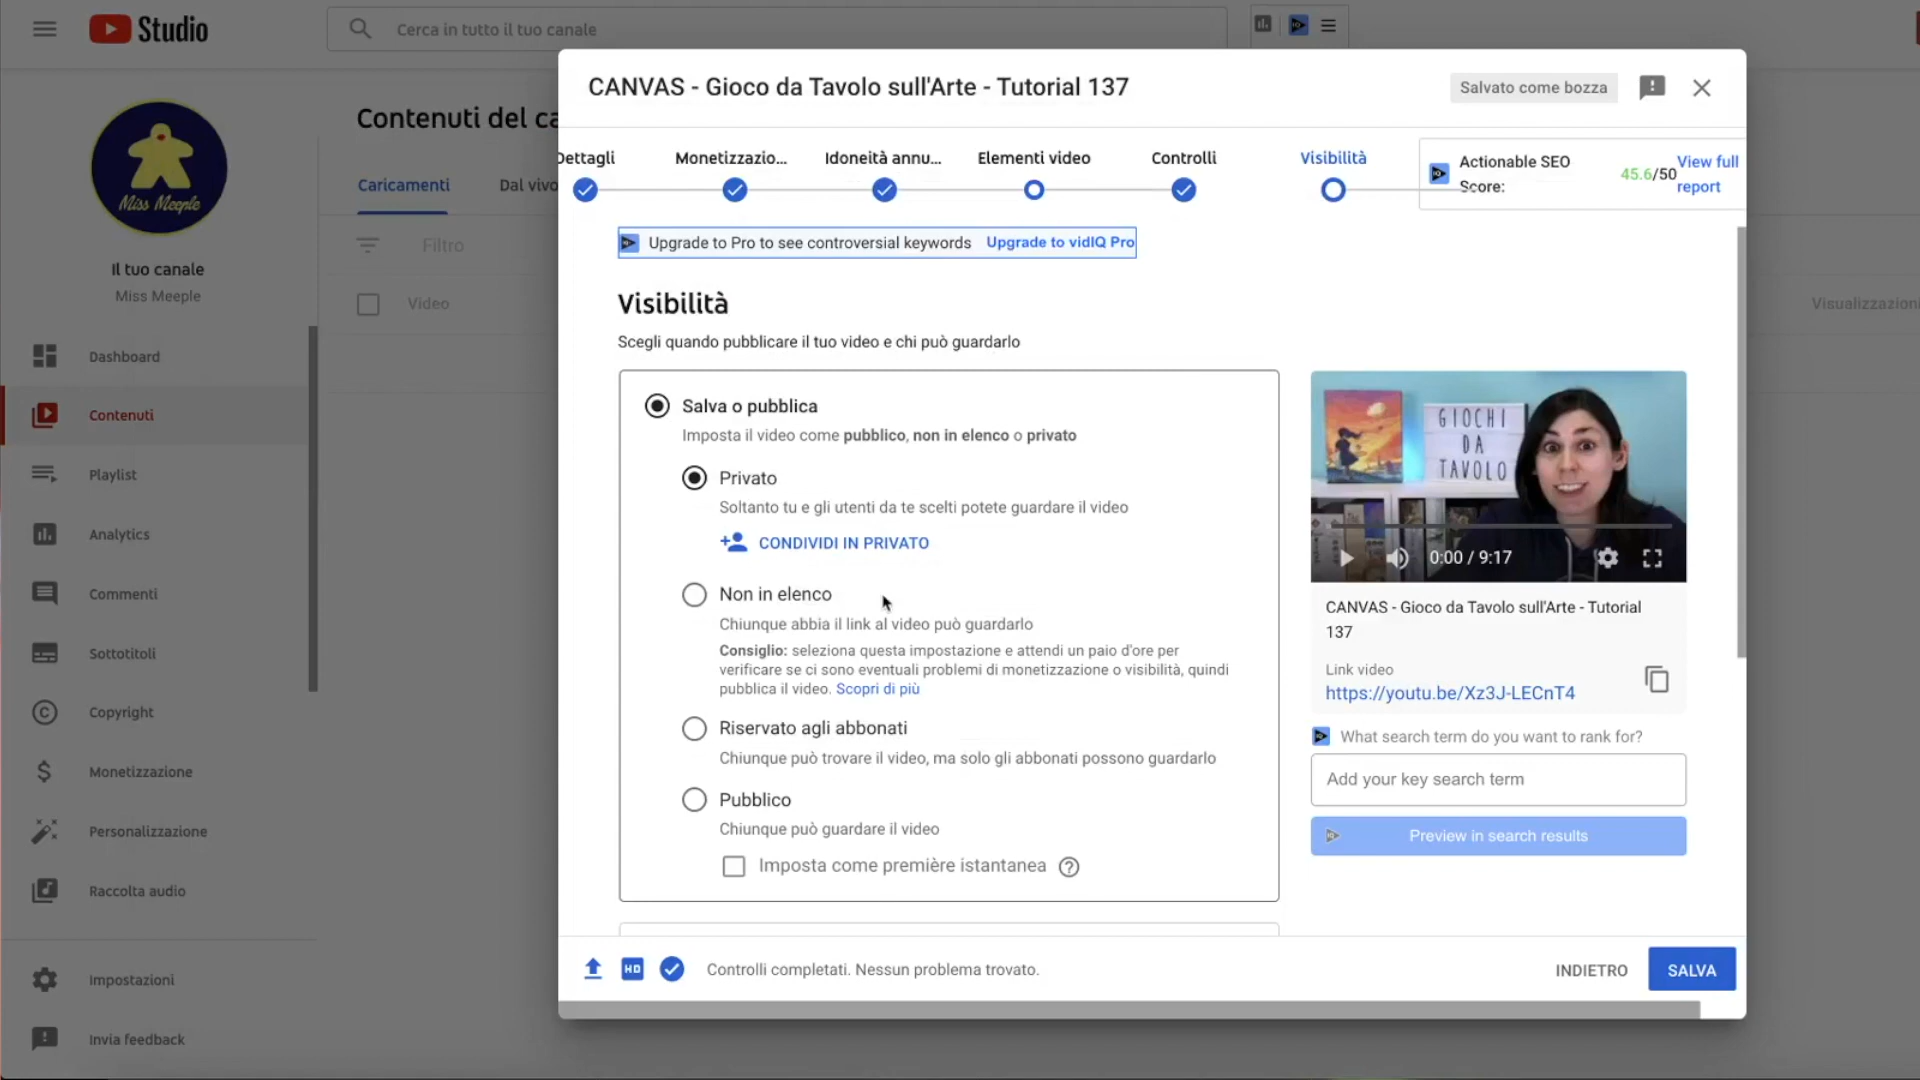 Studio
Cerca in tutto il tuo canale
Miss Meeple
Il tuo canale
Miss Meeple
Dashboard
Contenuti
Playlist
Analytics
Commenti
Sottotitoli
Copyright
Monetizzazione
Personalizzazione
Raccolta audio
Impostazioni
Invia feedback
Contenuti del ca
Caricamenti
Dal vivo
Filtro
Video
Visualizzazion
CANVAS - Gioco da Tavolo sull'Arte - Tutorial 137
Salvato come bozza
Dettagli
Monetizzazio...
Idoneità annu...
Elementi video
Controlli
Visibilità
Actionable SEO
Score:
45.6/50
View full
report
Upgrade to Pro to see controversial keywords Upgrade to vidIQ Pro
Visibilità
Scegli quando pubblicare il tuo video e chi può guardarlo
Salva o pubblica
Imposta il video come pubblico, non in elenco o privato
Privato
Soltanto tu e gli utenti da te scelti potete guardare il video
CONDIVIDI IN PRIVATO
Non in elenco
Chiunque abbia il link al video può guardarlo
Consiglio: seleziona questa impostazione e attendi un paio d'ore per
verificare se ci sono eventuali problemi di monetizzazione o visibilità, quindi
pubblica il video. Scopri di più
Riservato agli abbonati
Chiunque può trovare il video, ma solo gli abbonati possono guardarlo
Pubblico
Chiunque può guardare il video
Imposta come première istantanea
GIOCHI
DA
TAVOLO
0:00 / 9:17
CANVAS - Gioco da Tavolo sull'Arte - Tutorial
137
Link video
https://youtu.be/Xz3J-LECnT4
What search term do you want to rank for?
Add your key search term
Preview in search results
HD
Controlli completati. Nessun problema trovato.
INDIETRO
SALVA